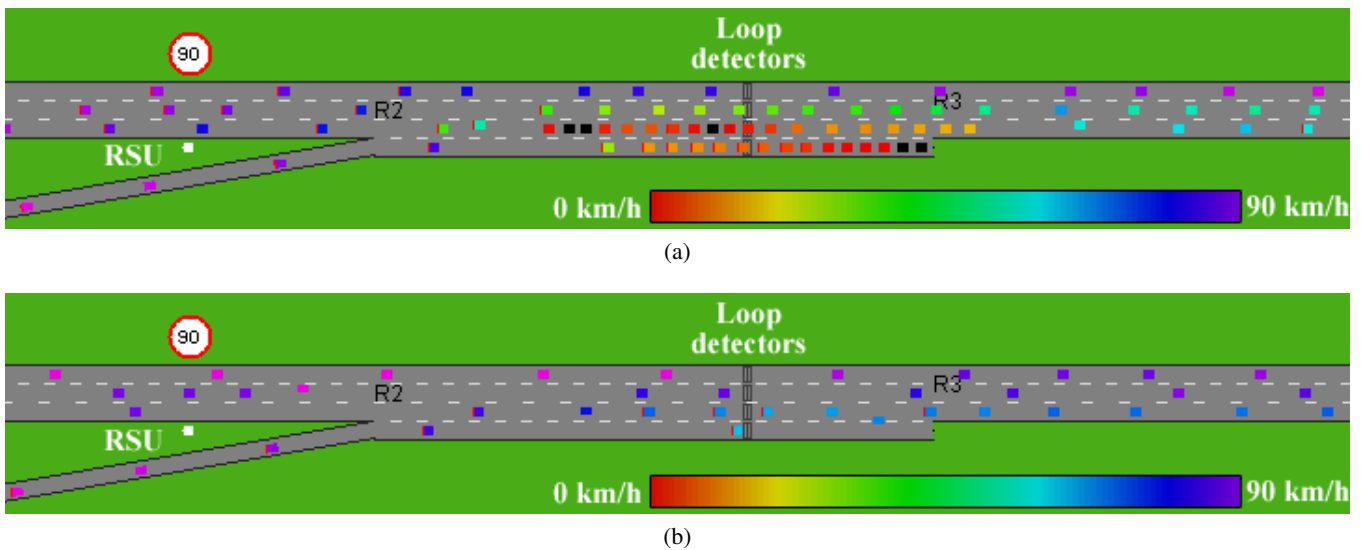 90
Loop
detectors
R2
R3
RSU
0 km/h
90 km/h
(a)
90
Loop
detectors
R2
R3
RSU
0 km/h
90 km/h
(b)